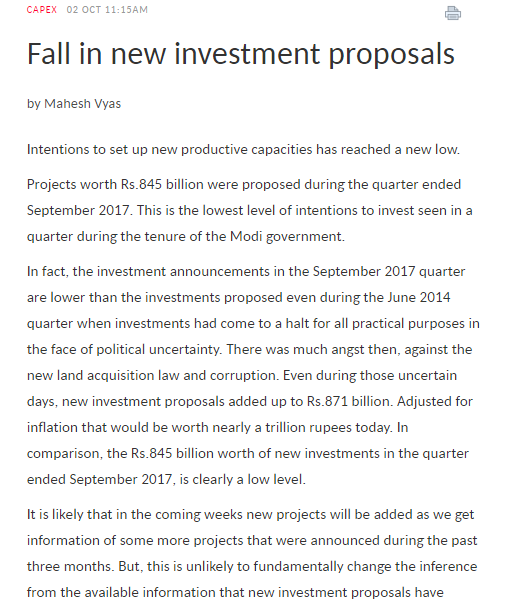 CAPEX 02 OCT 11:15AM
Fall in new investment proposals
by Mahesh Vyas
Intentions to set up new productive capacities has reached a new low.
Projects worth Rs.845 billion were proposed during the quarter ended
September 2017. This is the lowest level of intentions to invest seen in a
quarter during the tenure of the Modi government.
In fact, the investment announcements in the September 2017 quarter
are lower than the investments proposed even during the June 2014
quarter when investments had come to a halt for all practical purposes in
the face of political uncertainty. There was much angst then, against the
new land acquisition law and corruption. Even during those uncertain
days, new investment proposals added up to Rs.871 billion. Adjusted for
inflation that would be worth nearly a trillion rupees today. In
comparison, the Rs.845 billion worth of new investments in the quarter
ended September 2017, is clearly a low level.
It is likely that in the coming weeks new projects will be added as we get
information of some more projects that were announced during the past
three months. But, this is unlikely to fundamentally change the inference
from the available information that new investment proposals have